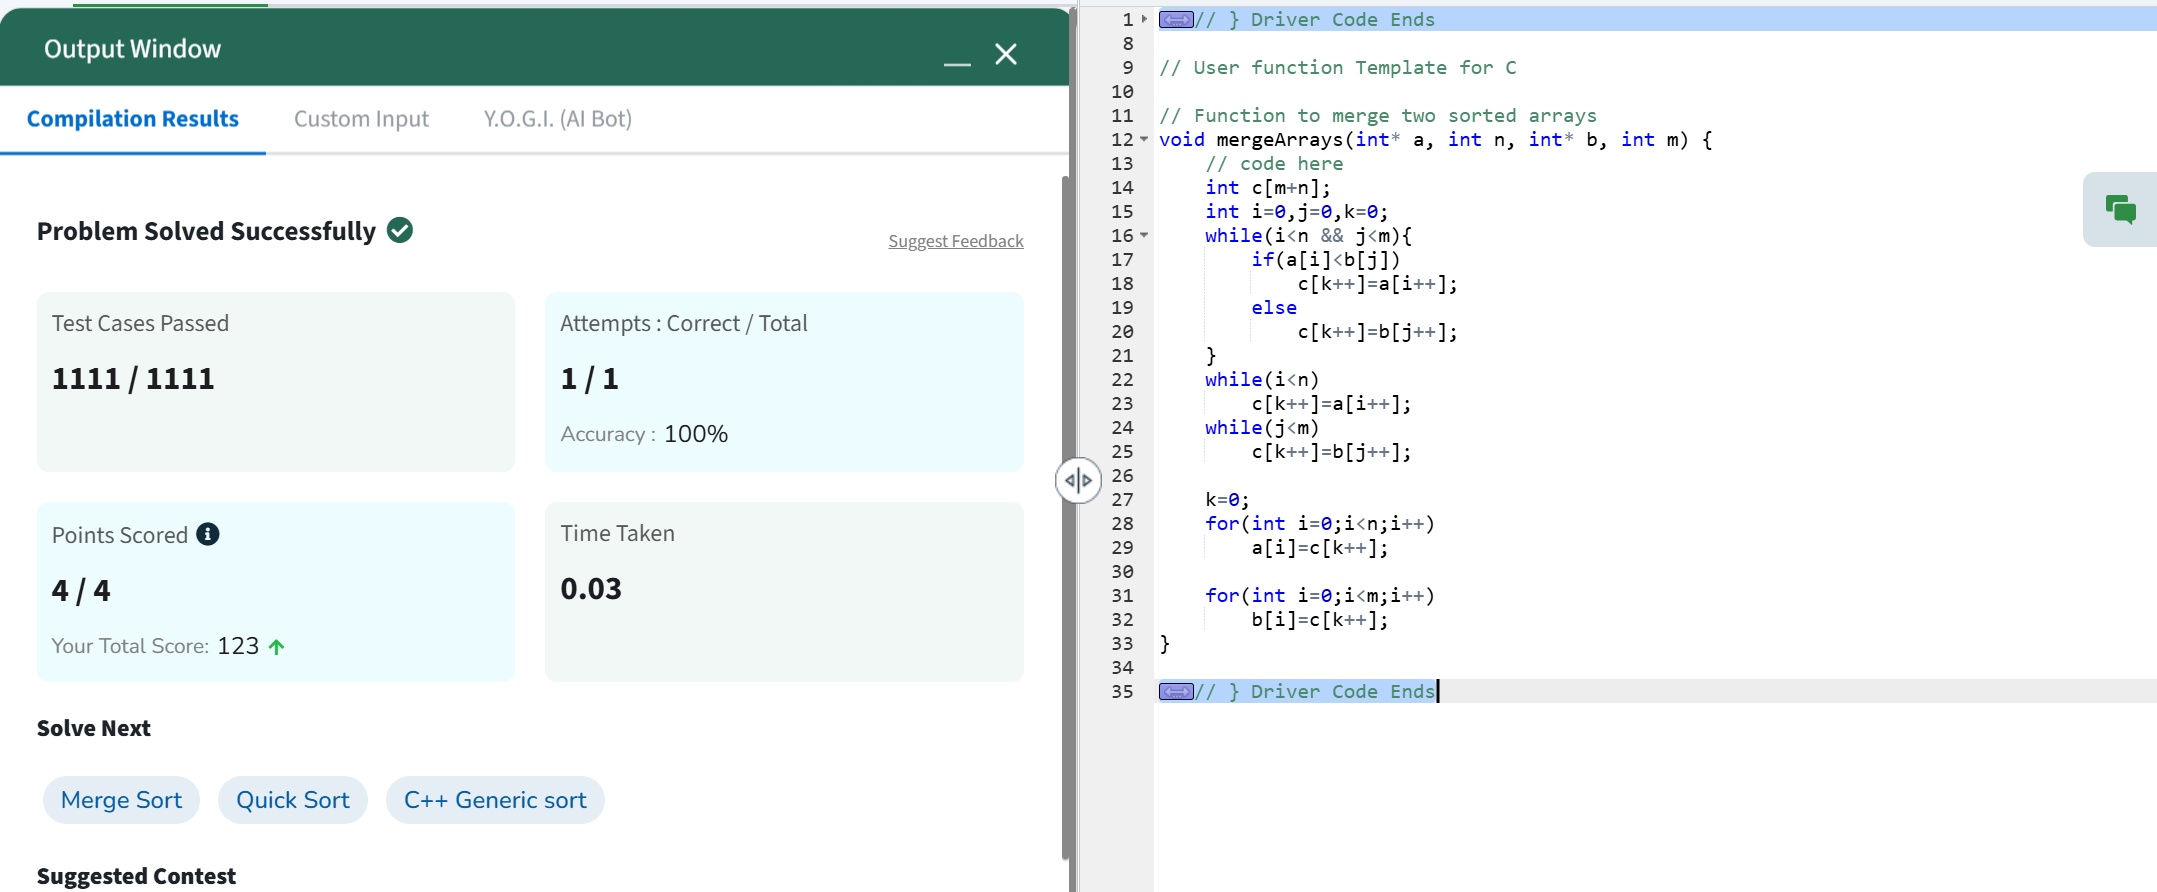 Output Window
Compilation Results
Custom Input
Y.O.G.I. (AI Bot)
Problem Solved Successfully
Suggest Feedback
Test Cases Passed
1111 / 1111
Attempts : Correct / Total
1 / 1
Accuracy : 100%
Points Scored
4 / 4
Your Total Score: 123
Time Taken
0.03
Solve Next
Merge Sort
Quick Sort
C++ Generic sort
Suggested Contest
1 // } Driver Code Ends
8
9 // User function Template for C
10
11 // Function to merge two sorted arrays
12 void mergeArrays(int* a, int n, int* b, int m) {
13     // code here
14     int c[m+n];
15     int i=0,j=0,k=0;
16     while(i<n && j<m){
17         if(a[i]<b[j])
18             c[k++]=a[i++];
19         else
20             c[k++]=b[j++];
21     }
22     while(i<n)
23         c[k++]=a[i++];
24     while(j<m)
25         c[k++]=b[j++];
26
27     k=0;
28     for(int i=0;i<n;i++)
29         a[i]=c[k++];
30
31     for(int i=0;i<m;i++)
32         b[i]=c[k++];
33 }
34
35 // } Driver Code Ends